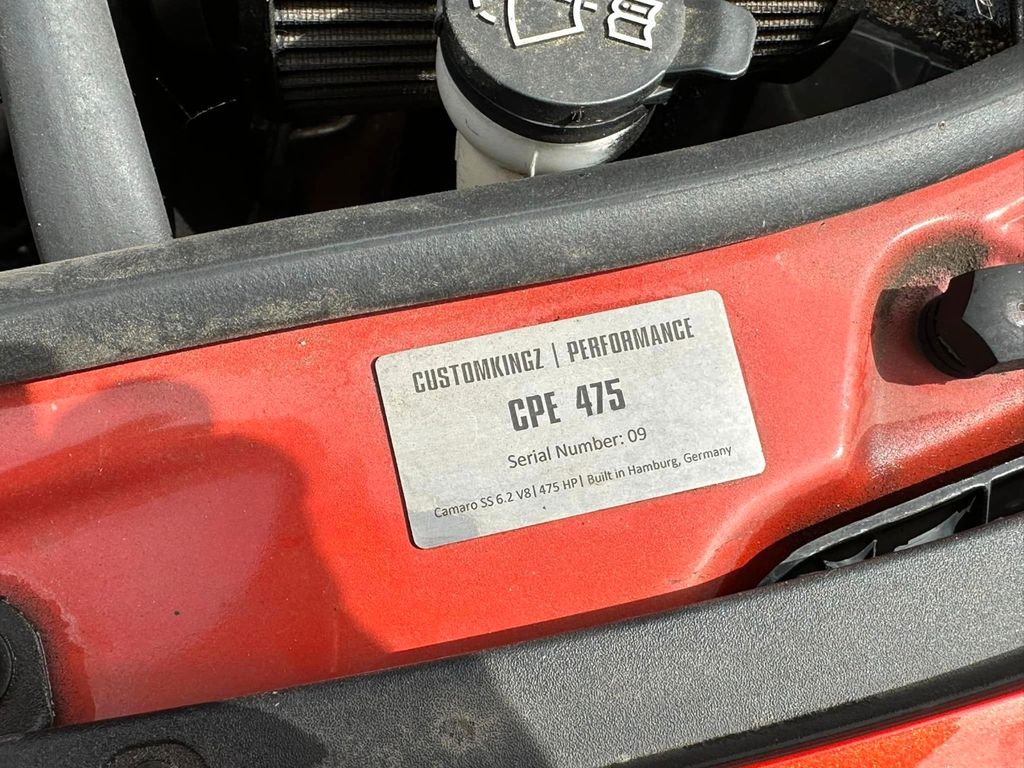 CUSTOMKINGZ | PERFORMANCE
CPE 475
Serial Number: 09
Camaro SS 6.2 V8| 475 HP| Built in Hamburg, Germany